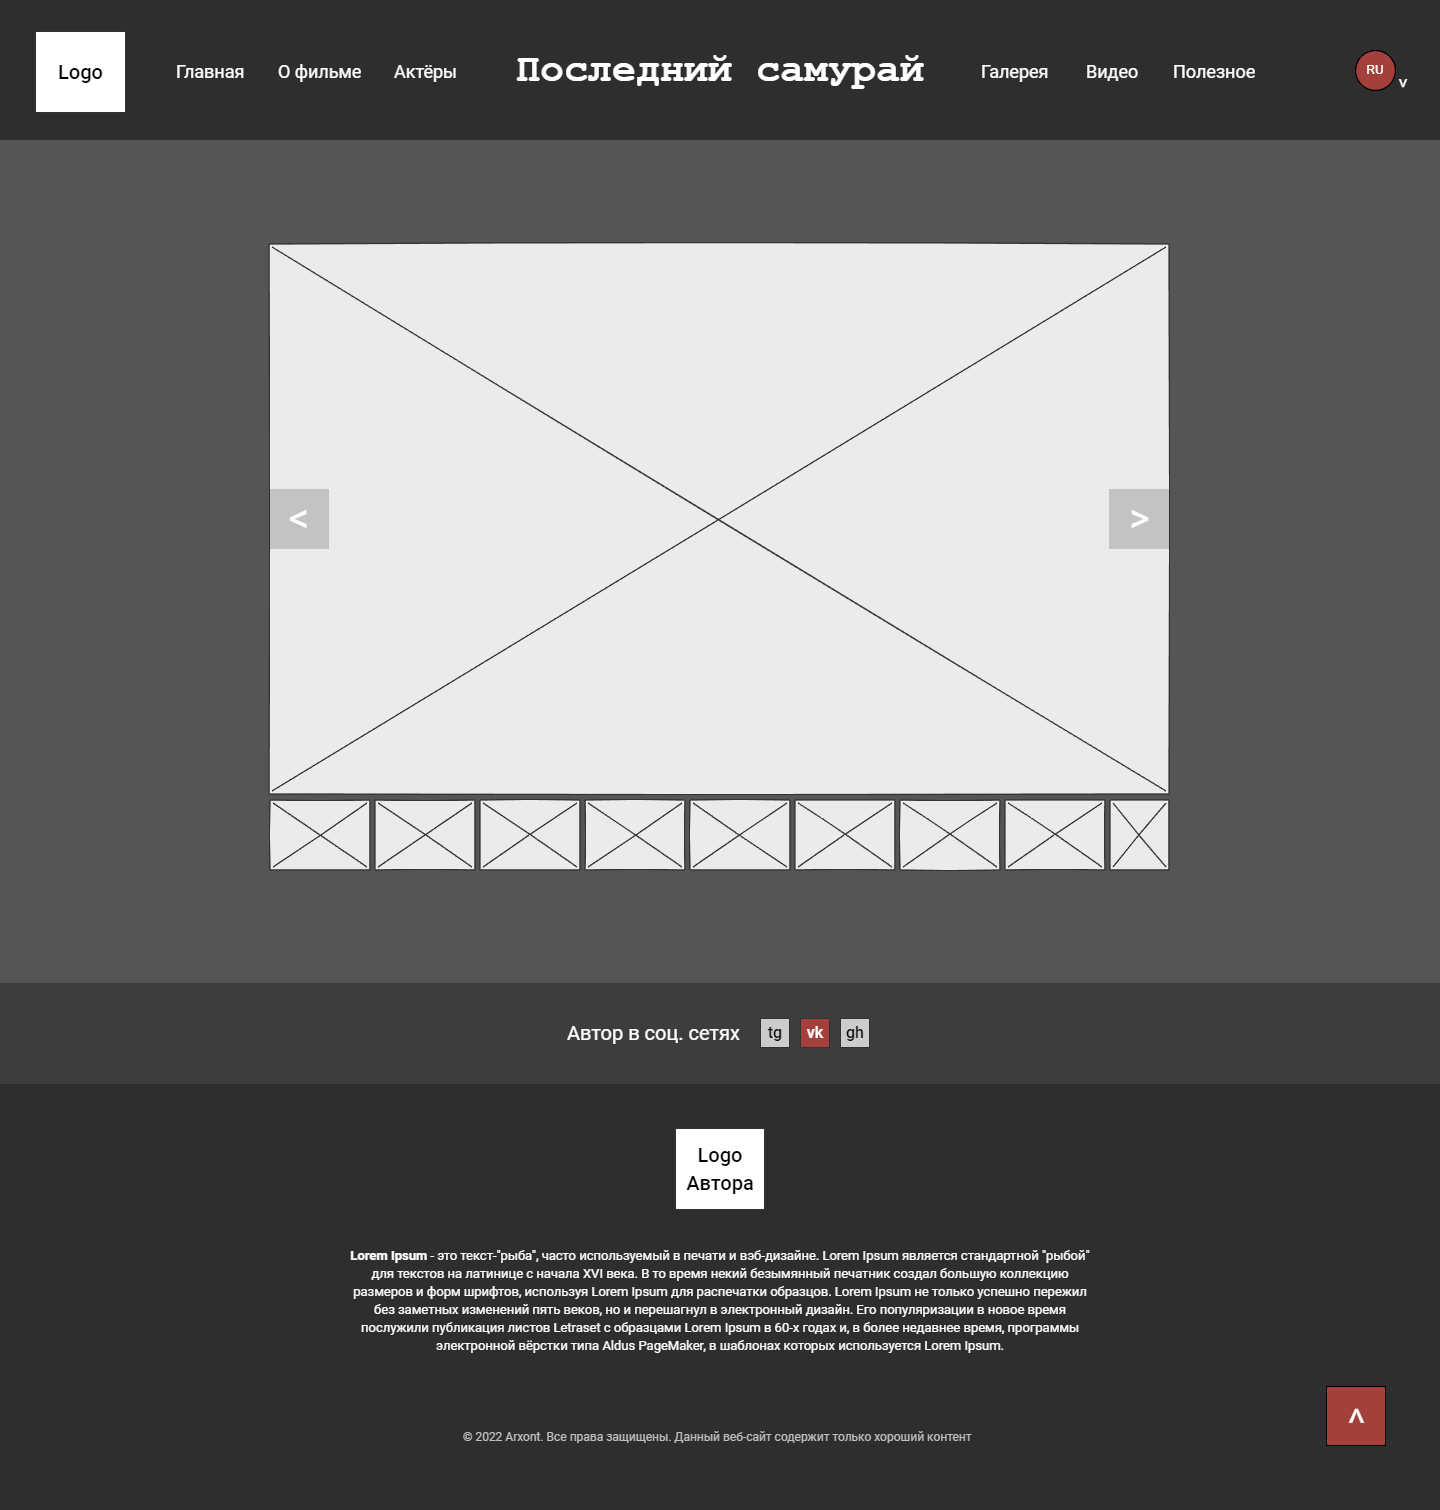 Logo
Главная
О фильме
Актёры
Последний самурай
Галерея
Видео
Полезное
RU
v
<
>
Автор в соц. сетях
tg
vk
gh
Logo
Автора
Lorem Ipsum - это текст-"рыба", часто используемый в печати и вэб-дизайне. Lorem Ipsum является стандартной "рыбой"
для текстов на латинице с начала XVI века. В то время некий безымянный печатник создал большую коллекцию
размеров и форм шрифтов, используя Lorem Ipsum для распечатки образцов. Lorem Ipsum не только успешно пережил
без заметных изменений пять веков, но и перешагнул в электронный дизайн. Его популяризации в новое время
послужили публикация листов Letraset с образцами Lorem Ipsum в 60-х годах и, в более недавнее время, программы
электронной вёрстки типа Aldus PageMaker, в шаблонах которых используется Lorem Ipsum.
^
© 2022 Arxont. Все права защищены. Данный веб-сайт содержит только хороший контент